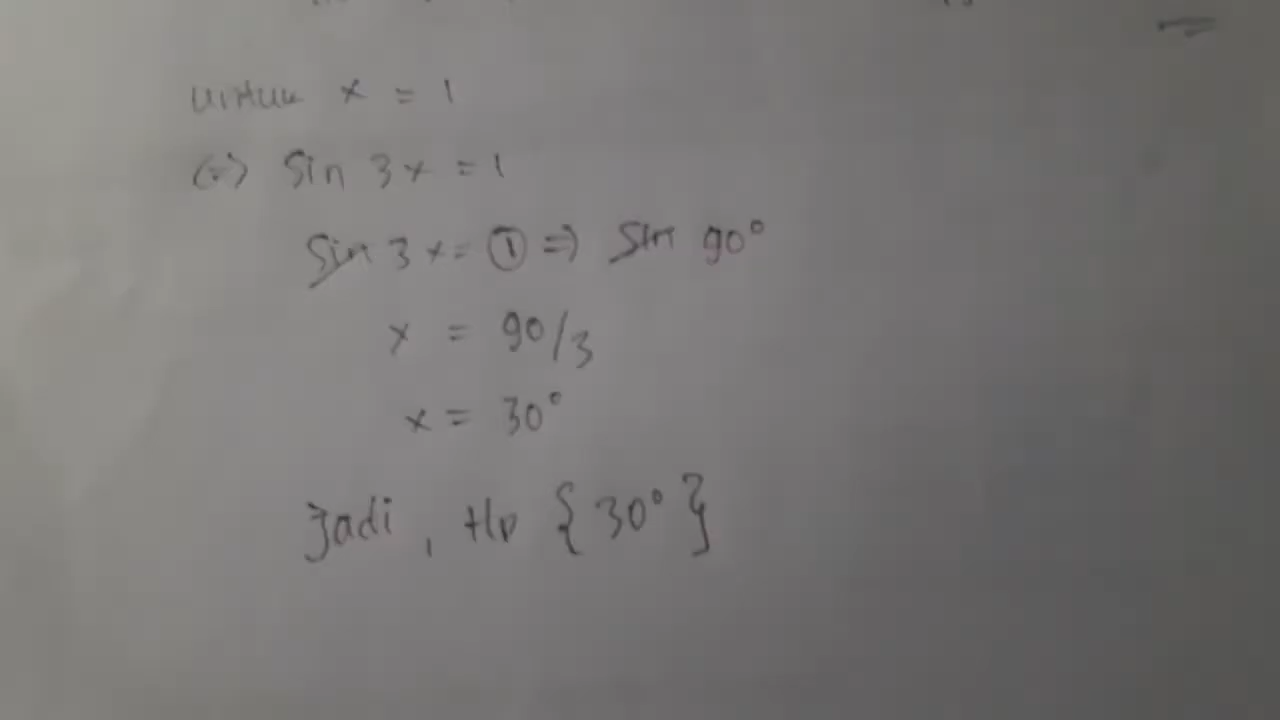 untuk x = 1
(=) Sin 3x = 1
Sin 3x = 1 => Sin 90°
x = 90/3
x = 30°
Jadi, Hp {30°}